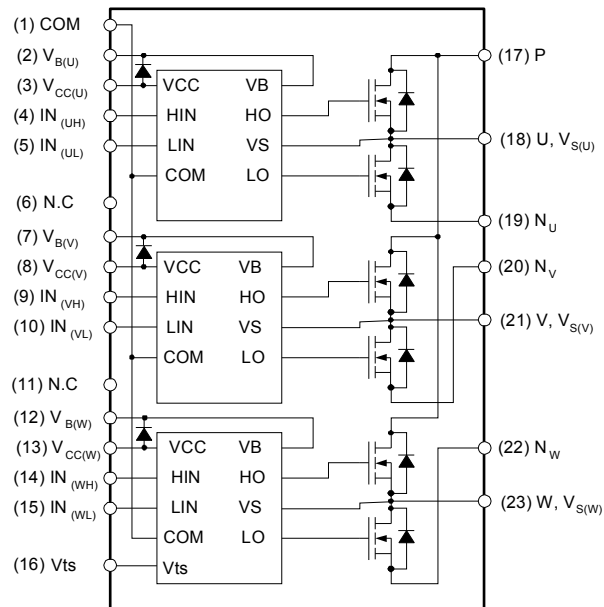 (1) COM
(2) V_B(U)
(3) V_CC(U)
(4) IN_(UH)
(5) IN_(UL)
(6) N.C
(7) V_B(V)
(8) V_CC(V)
(9) IN_(VH)
(10) IN_(VL)
(11) N.C
(12) V_B(W)
(13) V_CC(W)
(14) IN_(WH)
(15) IN_(WL)
(16) Vts
VCC VB
HIN HO
LIN VS
COM LO
VCC VB
HIN HO
LIN VS
COM LO
VCC VB
HIN HO
LIN VS
COM LO
Vts
(17) P
(18) U, V_S(U)
(19) N_U
(20) N_V
(21) V, V_S(V)
(22) N_W
(23) W, V_S(W)